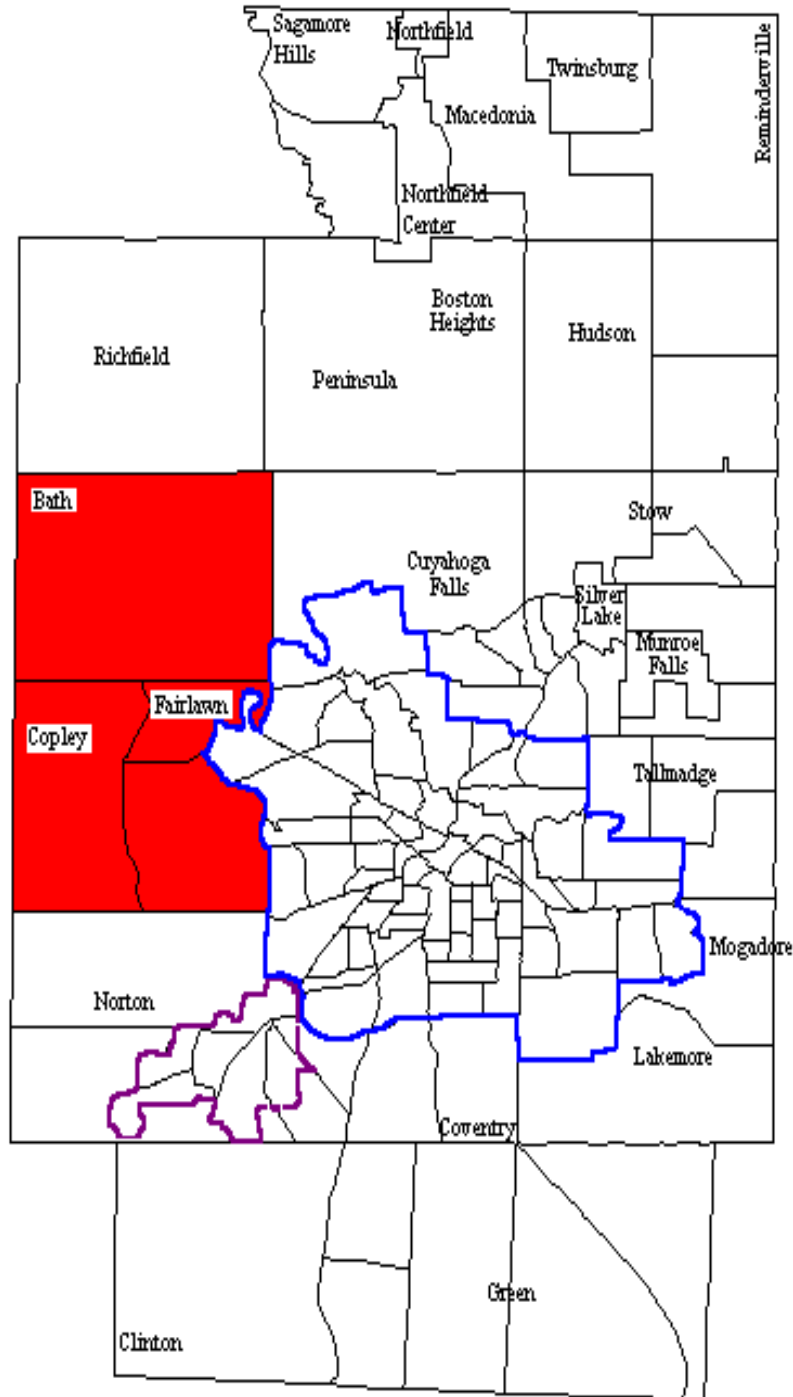 Sagamore
Hills
Northfield
Twinsburg
Reminderville
Macedonia
Northfield
Center
Boston
Heights
Hudson
Richfield
Peninsula
Bath
Stow
Cuyahoga
Falls
Silver
Lake
Munroe
Falls
Fairlawn
Copley
Tallmadge
Mogadore
Norton
Lakemore
Coventry
Green
Clinton